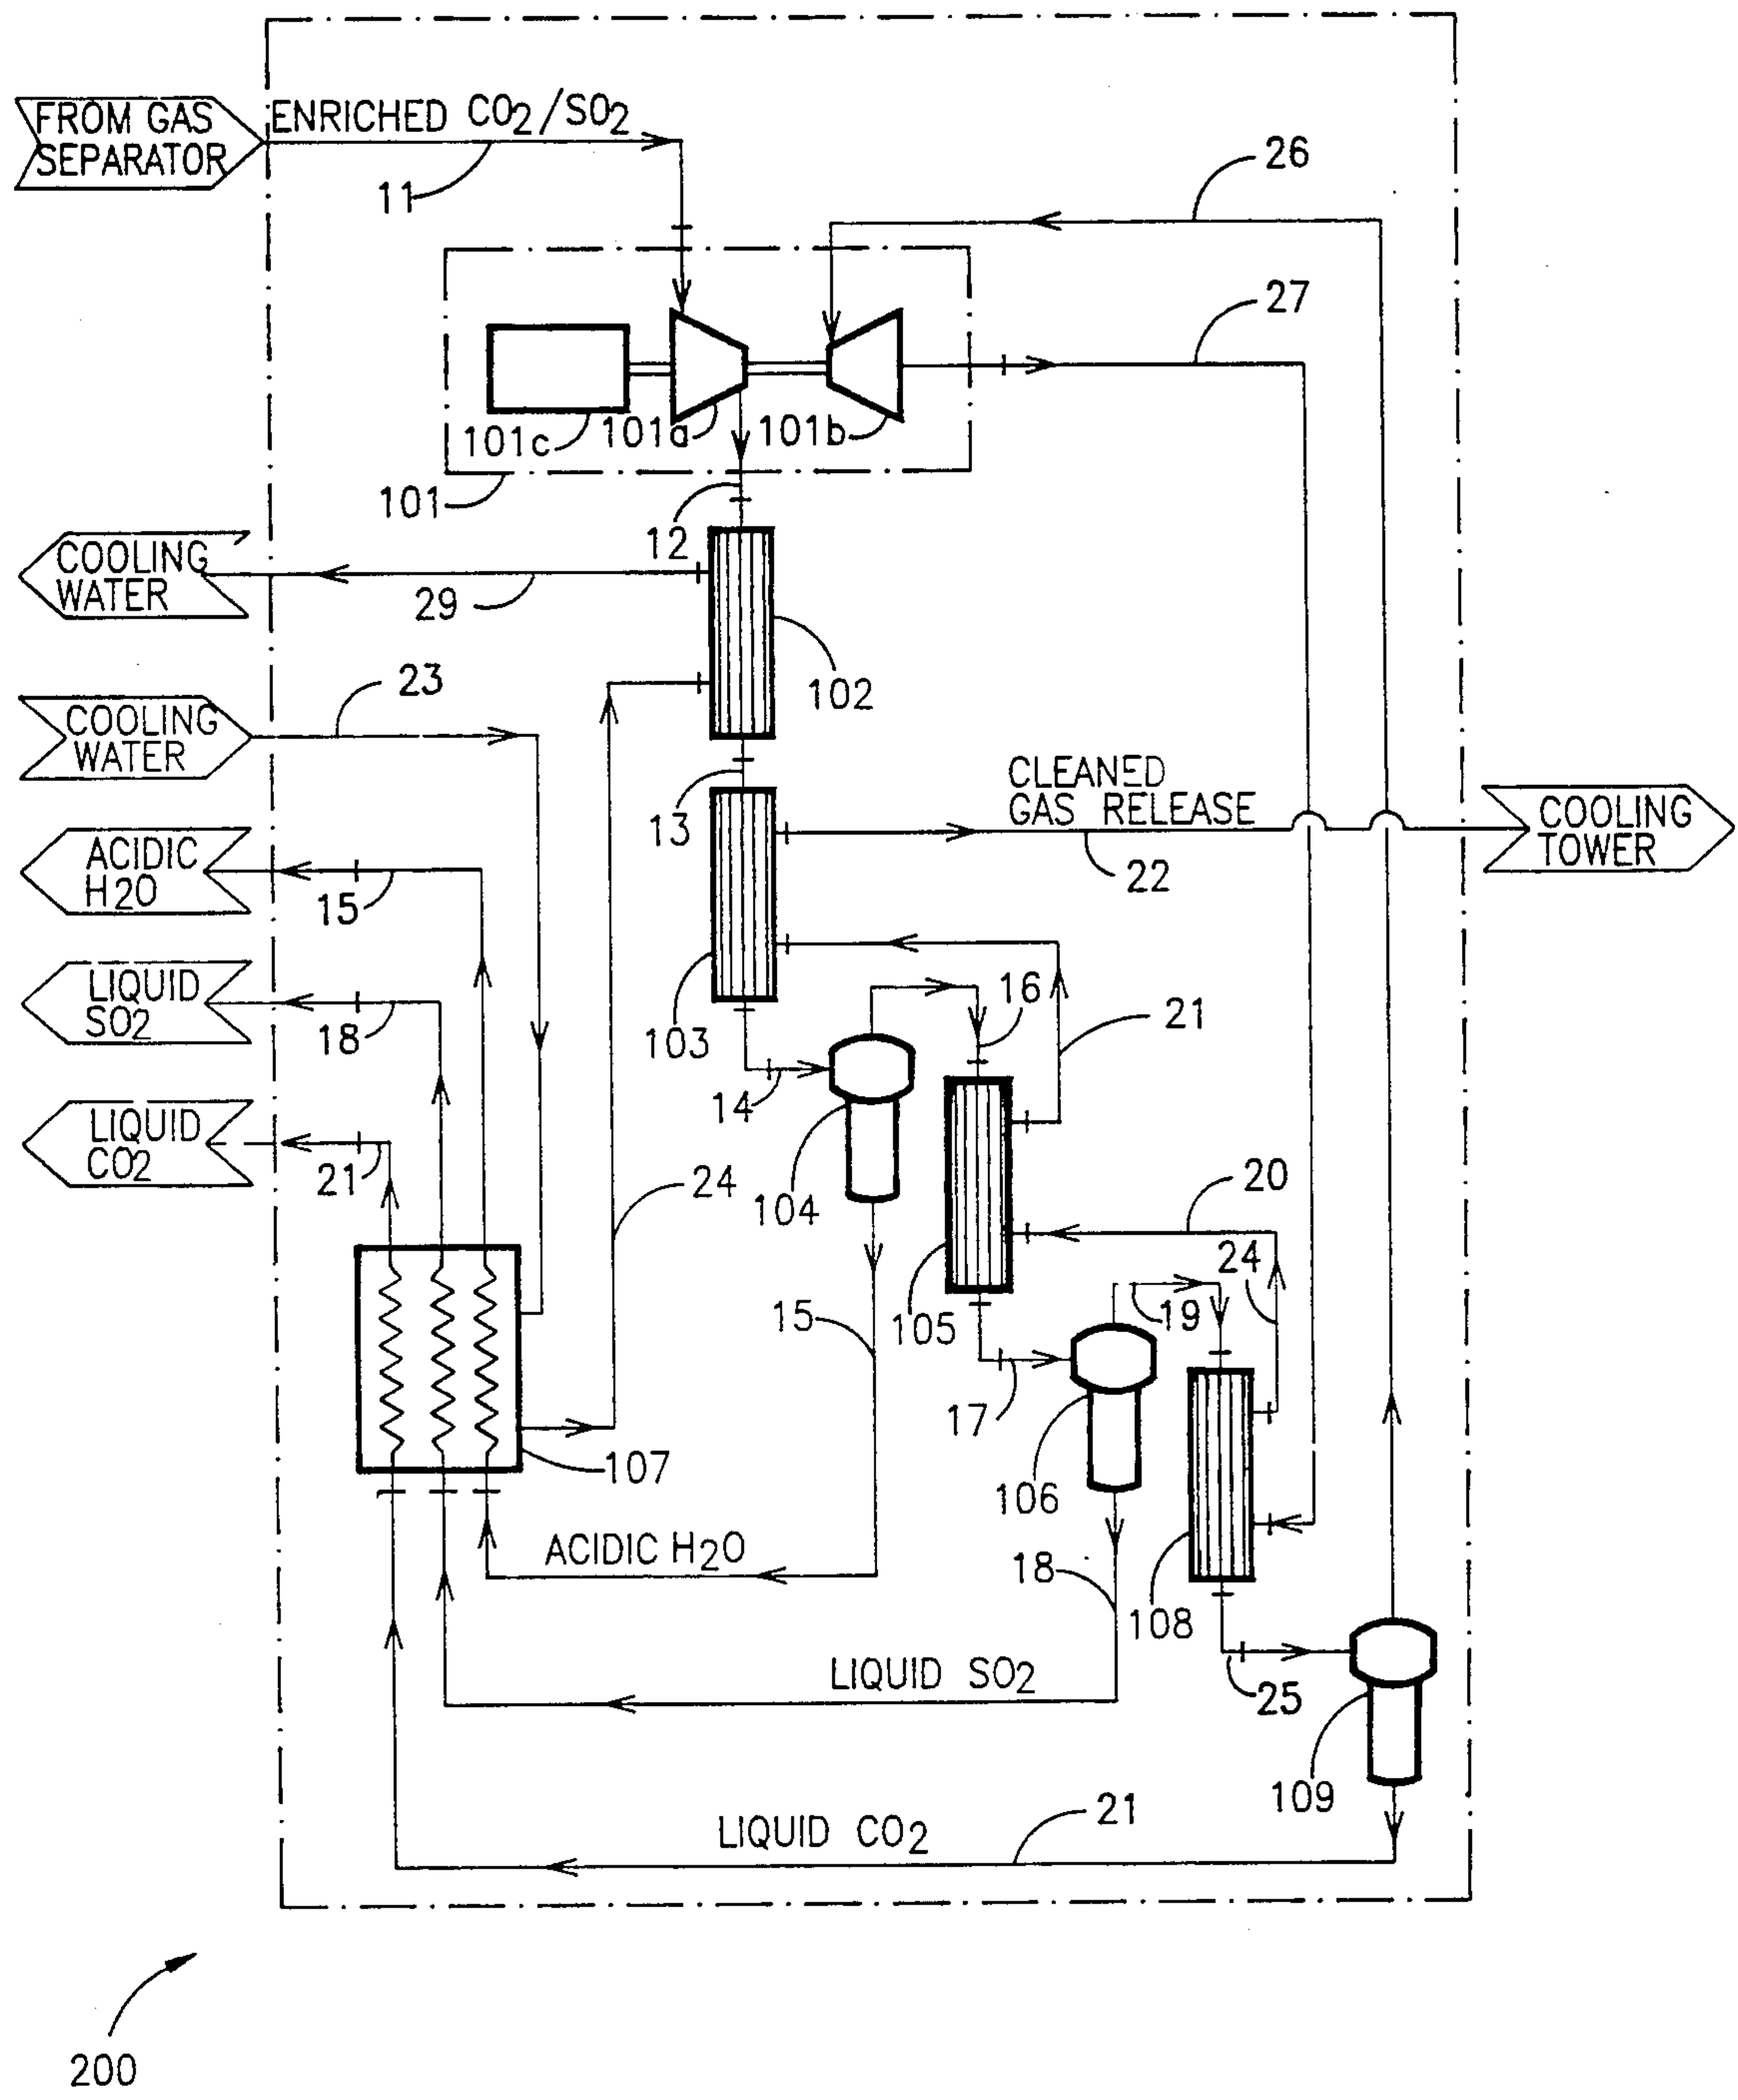 FROM GAS
SEPARATOR
ENRICHED CO2/SO2
11
26
27
101c
101a
101b
101
12
COOLING
WATER
29
102
23
COOLING
WATER
13
CLEANED
GAS RELEASE
22
COOLING
TOWER
ACIDIC
H2O
15
LIQUID
SO2
18
103
16
21
14
LIQUID
CO2
21
104
24
20
24
15
105
19
17
107
106
ACIDIC H2O
18
108
LIQUID SO2
25
109
LIQUID CO2
21
200